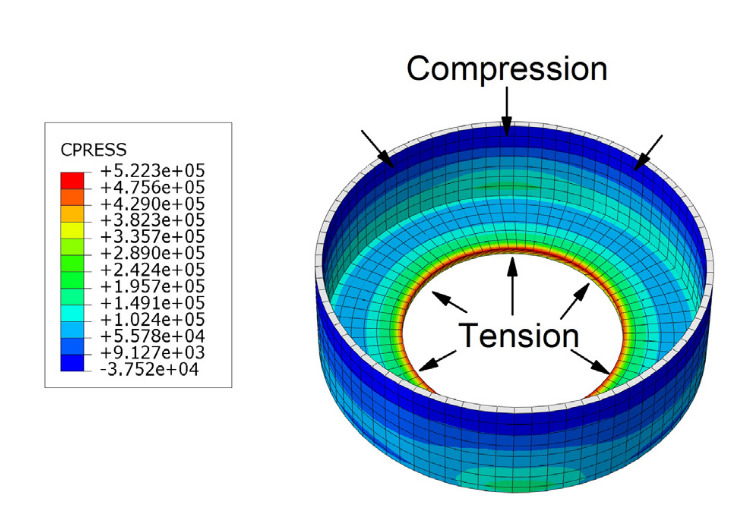 Compression
CPRESS
+5.223e+05
+4.756e+05
+4.290e+05
+3.823e+05
+3.357e+05
+2.890e+05
+2.424e+05
+1.957e+05
+1.491e+05
+1.024e+05
+5.578e+04
+9.127e+03
-3.752e+04
Tension